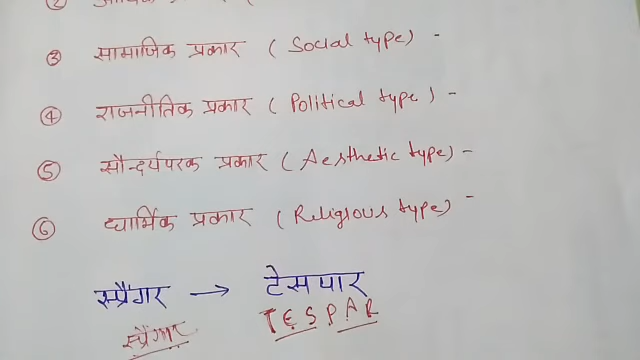 ③ सामाजिक प्रकार ( Social type) -
④ राजनीतिक प्रकार ( Political type) -
⑤ सौन्दर्यपरक प्रकार ( Aesthetic type) -
⑥ धार्मिक प्रकार ( Religious type) -
स्प्रैंगर → टेसपार
स्प्रैंगर TESPAR